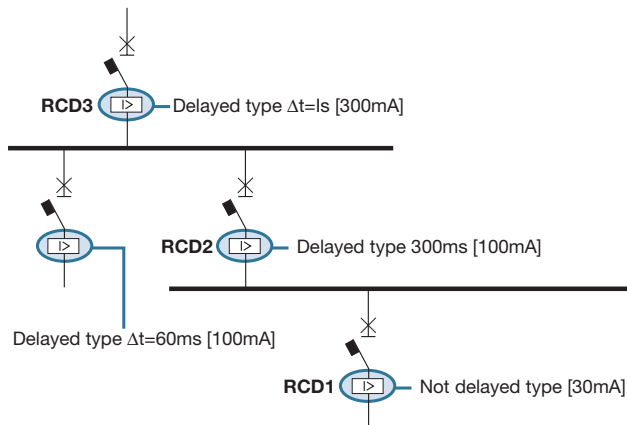 RCD3 Delayed type Δt=Is [300mA]
I>
I>
RCD2
I>
Delayed type 300ms [100mA]
Delayed type Δt=60ms [100mA]
RCD1
I>
Not delayed type [30mA]